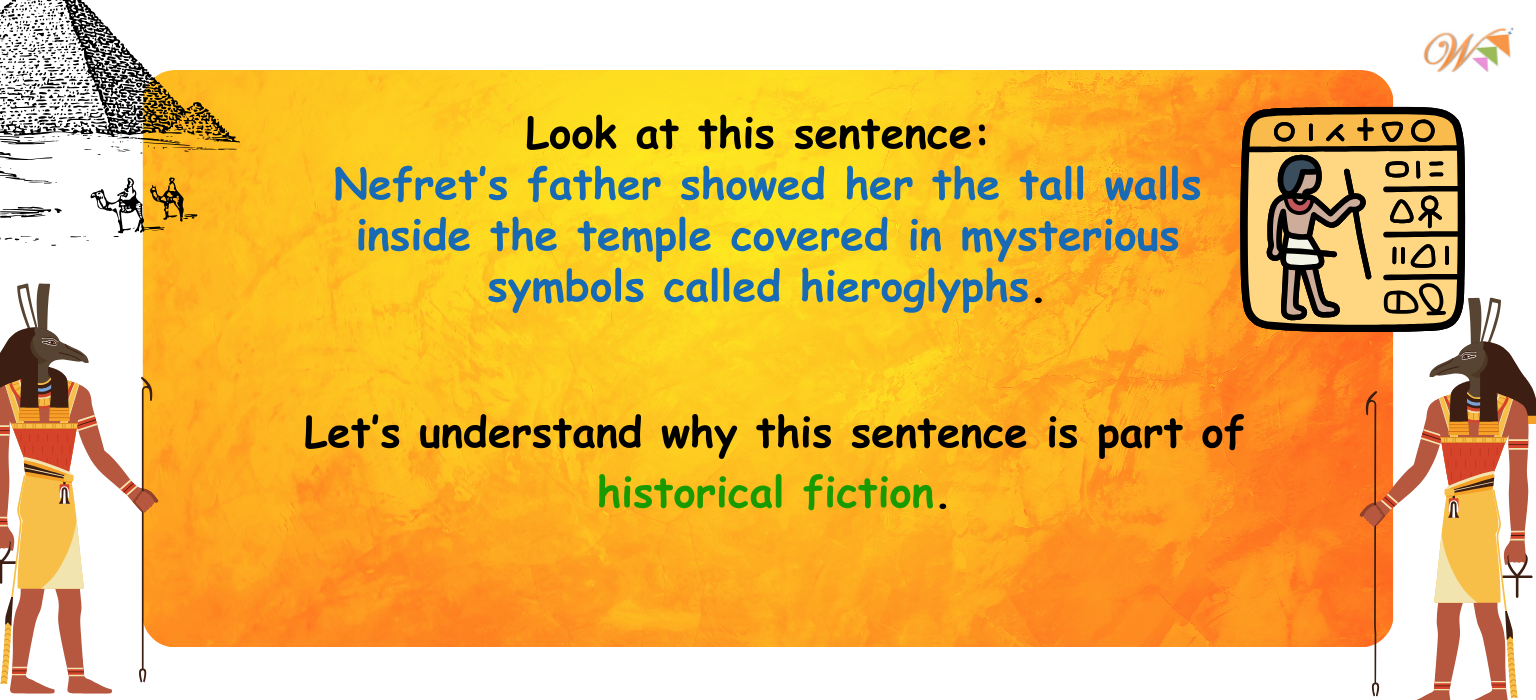 Look at this sentence:
Nefret's father showed her the tall walls
inside the temple covered in mysterious
symbols called hieroglyphs.
Let's understand why this sentence is part of
historical fiction.
W